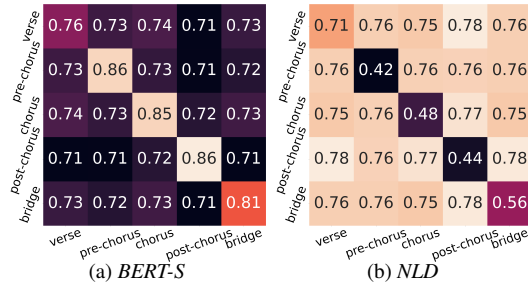 verse 0.76 0.73 0.74 0.71 0.73
pre-chorus 0.73 0.86 0.73 0.71 0.72
chorus 0.74 0.73 0.85 0.72 0.73
post-chorus 0.71 0.71 0.72 0.86 0.71
bridge 0.73 0.72 0.73 0.71 0.81
verse pre-chorus chorus post-chorus bridge
(a) BERT-S
verse 0.71 0.76 0.75 0.78 0.76
pre-chorus 0.76 0.42 0.76 0.76 0.76
chorus 0.75 0.76 0.48 0.77 0.75
post-chorus 0.78 0.76 0.77 0.44 0.78
bridge 0.76 0.76 0.75 0.78 0.56
verse pre-chorus chorus post-chorus bridge
(b) NLD